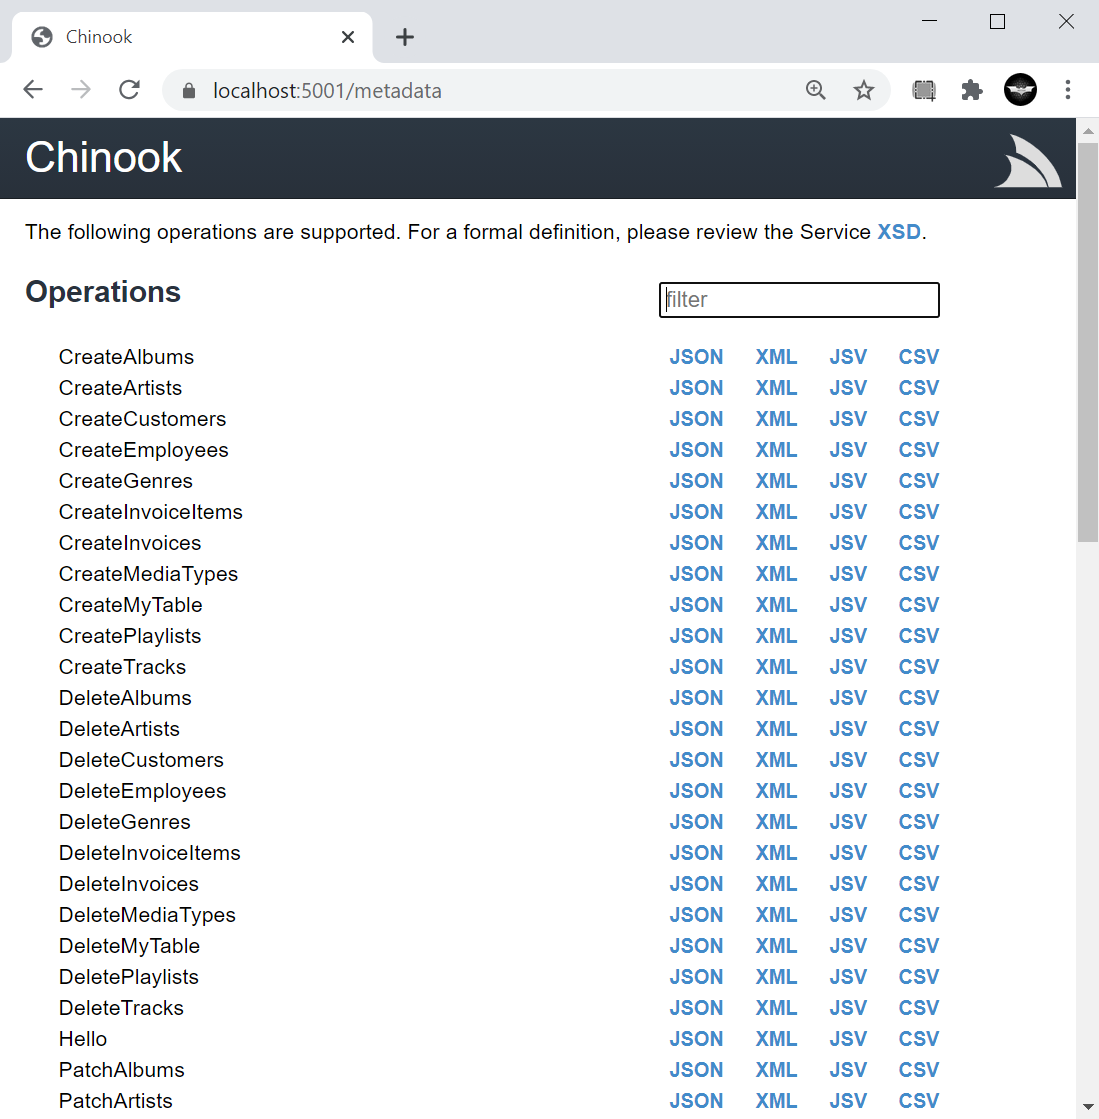 Chinook
localhost:5001/metadata
Chinook
The following operations are supported. For a formal definition, please review the Service XSD.
Operations
filter
CreateAlbums JSON XML JSV CSV
CreateArtists JSON XML JSV CSV
CreateCustomers JSON XML JSV CSV
CreateEmployees JSON XML JSV CSV
CreateGenres JSON XML JSV CSV
CreateInvoiceItems JSON XML JSV CSV
CreateInvoices JSON XML JSV CSV
CreateMediaTypes JSON XML JSV CSV
CreateMyTable JSON XML JSV CSV
CreatePlaylists JSON XML JSV CSV
CreateTracks JSON XML JSV CSV
DeleteAlbums JSON XML JSV CSV
DeleteArtists JSON XML JSV CSV
DeleteCustomers JSON XML JSV CSV
DeleteEmployees JSON XML JSV CSV
DeleteGenres JSON XML JSV CSV
DeleteInvoiceItems JSON XML JSV CSV
DeleteInvoices JSON XML JSV CSV
DeleteMediaTypes JSON XML JSV CSV
DeleteMyTable JSON XML JSV CSV
DeletePlaylists JSON XML JSV CSV
DeleteTracks JSON XML JSV CSV
Hello JSON XML JSV CSV
PatchAlbums JSON XML JSV CSV
PatchArtists JSON XML JSV CSV